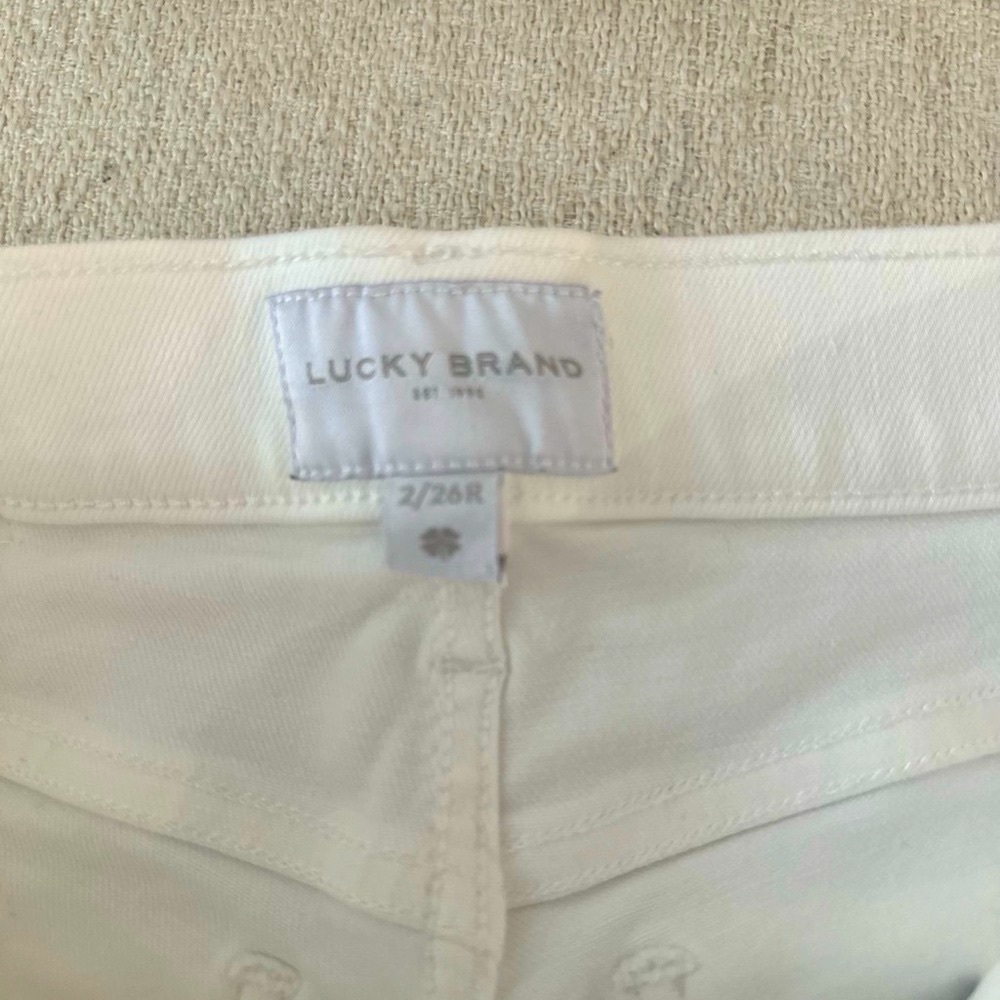 LUCKY BRAND
EST 1990
2/26R